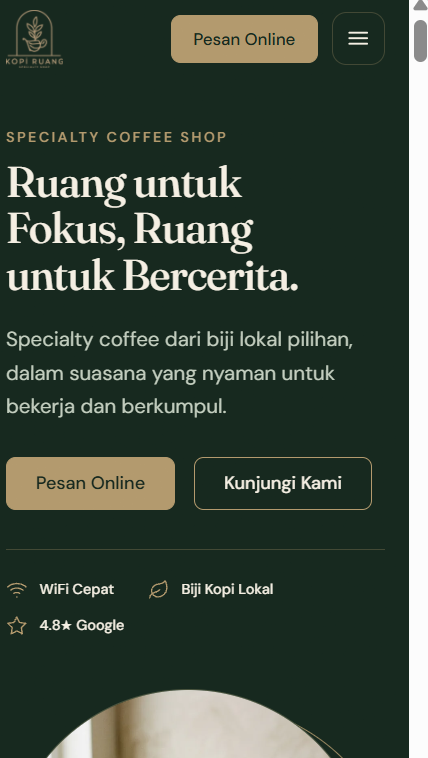 KOPI RUANG
Pesan Online
SPECIALTY COFFEE SHOP
Ruang untuk
Fokus, Ruang
untuk Bercerita.
Specialty coffee dari biji lokal pilihan,
dalam suasana yang nyaman untuk
bekerja dan berkumpul.
Pesan Online
Kunjungi Kami
WiFi Cepat
Biji Kopi Lokal
4.8★ Google